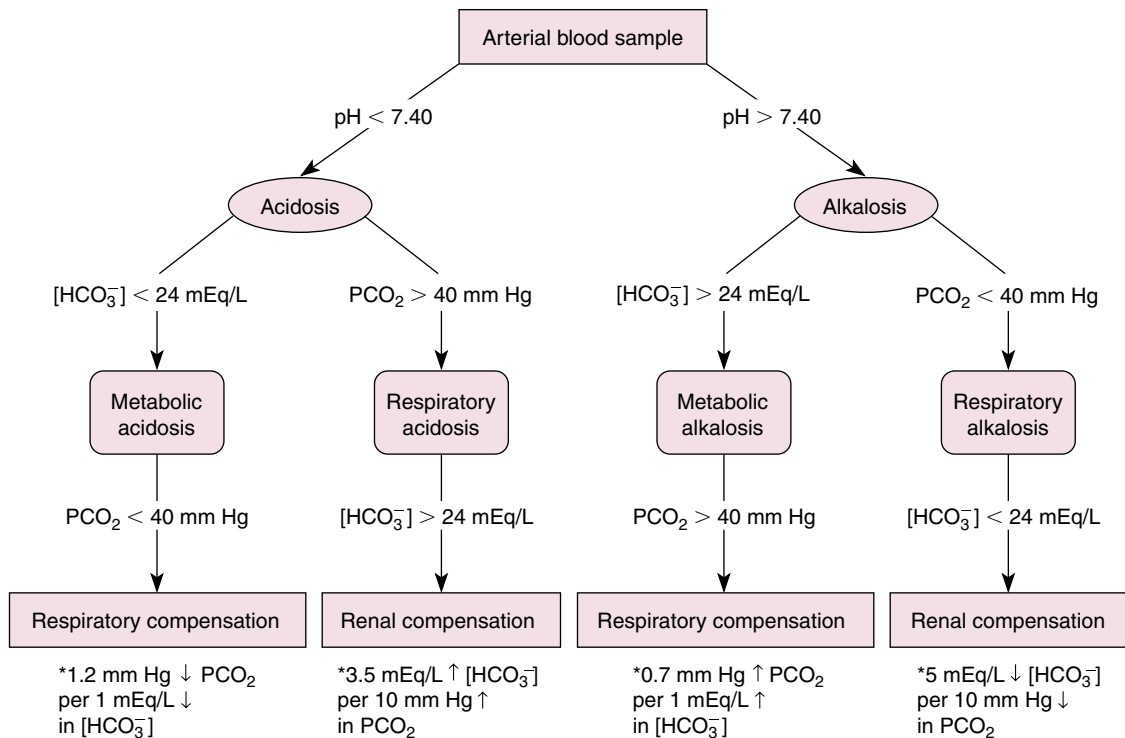 Arterial blood sample
pH < 7.40
pH > 7.40
Acidosis
Alkalosis
[HCO₃⁻] < 24 mEq/L
PCO₂ > 40 mm Hg
[HCO₃⁻] > 24 mEq/L
PCO₂ < 40 mm Hg
Metabolic
acidosis
Respiratory
acidosis
Metabolic
alkalosis
Respiratory
alkalosis
PCO₂ < 40 mm Hg
[HCO₃⁻] > 24 mEq/L
PCO₂ > 40 mm Hg
[HCO₃⁻] < 24 mEq/L
Respiratory compensation
Renal compensation
Respiratory compensation
Renal compensation
*1.2 mm Hg ↓ PCO₂
per 1 mEq/L ↓
in [HCO₃⁻]
*3.5 mEq/L ↑ [HCO₃⁻]
per 10 mm Hg ↑
in PCO₂
*0.7 mm Hg ↑ PCO₂
per 1 mEq/L ↑
in [HCO₃⁻]
*5 mEq/L ↓ [HCO₃⁻]
per 10 mm Hg ↓
in PCO₂